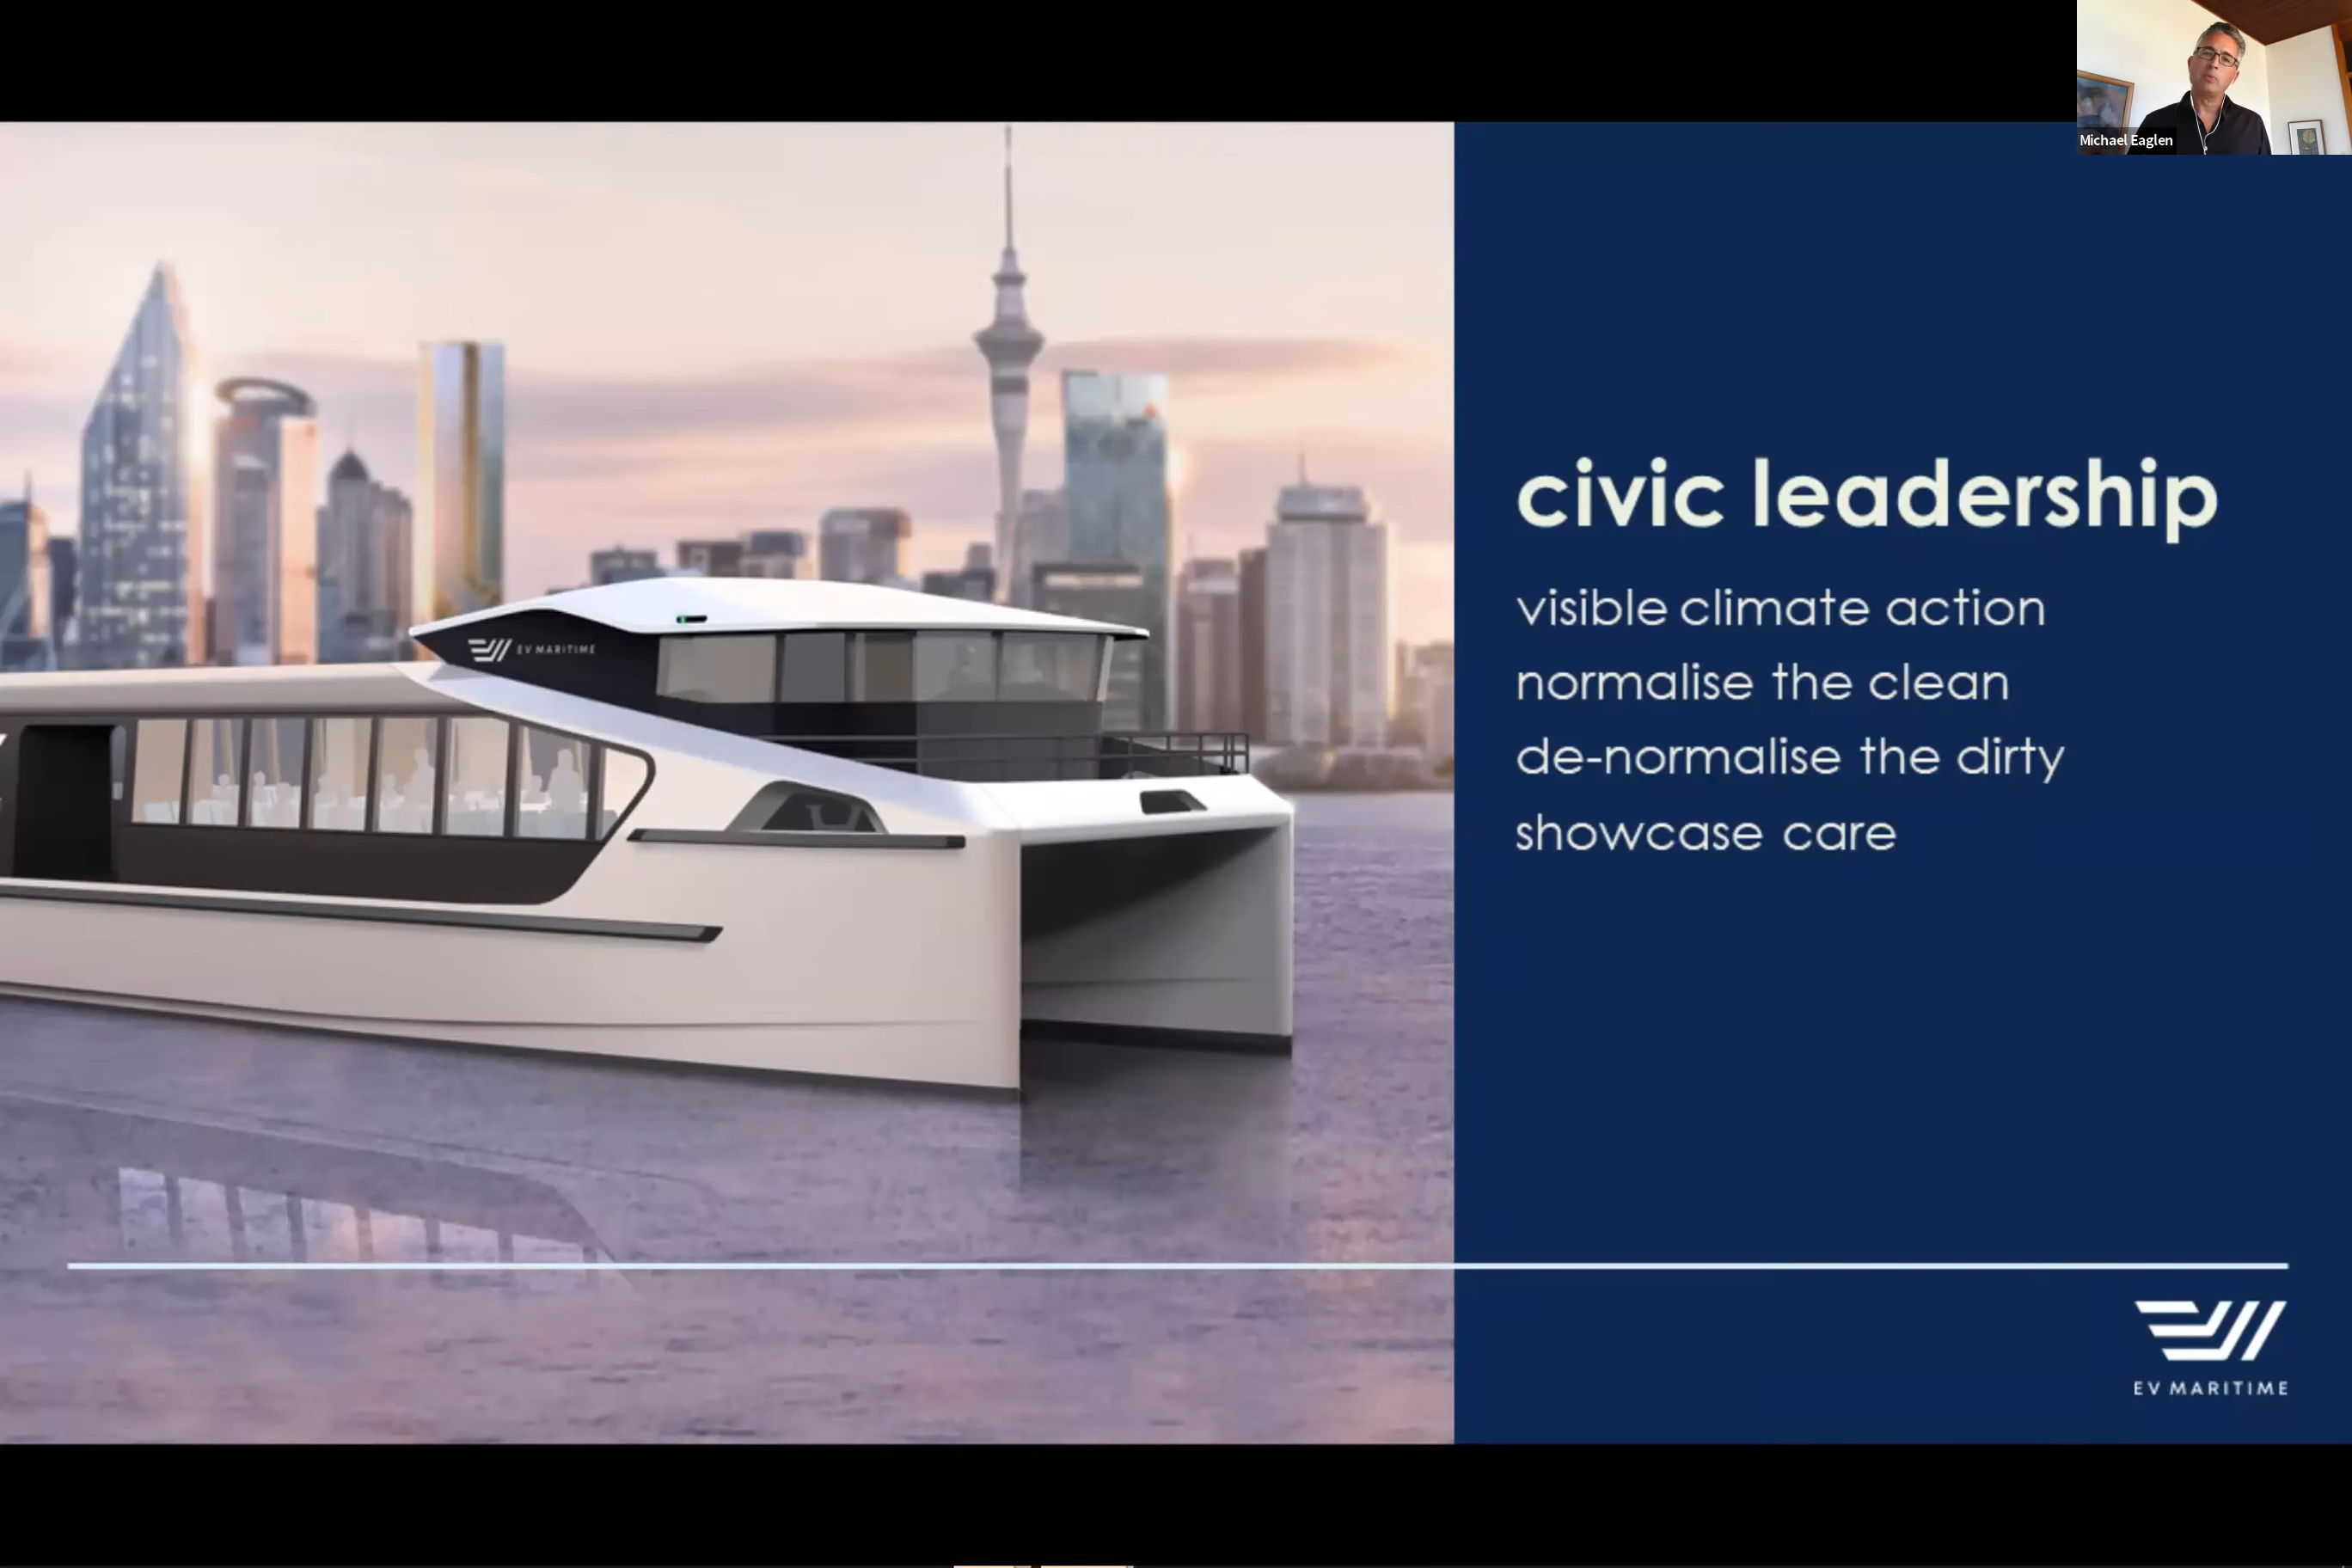 Michael Eaglen
civic leadership
visible climate action
normalise the clean
de-normalise the dirty
showcase care
EV MARITIME
EV MARITIME